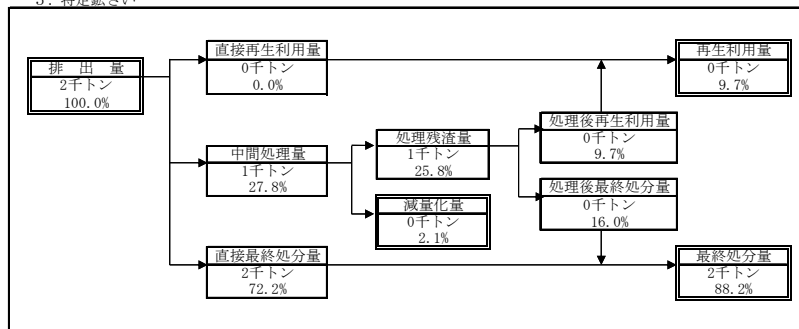 3. 特定鉱さい
排 出 量
2千トン
100.0%
直接再生利用量
0千トン
0.0%
再生利用量
0千トン
9.7%
中間処理量
1千トン
27.8%
処理残渣量
1千トン
25.8%
処理後再生利用量
0千トン
9.7%
減量化量
0千トン
2.1%
処理後最終処分量
0千トン
16.0%
直接最終処分量
2千トン
72.2%
最終処分量
2千トン
88.2%